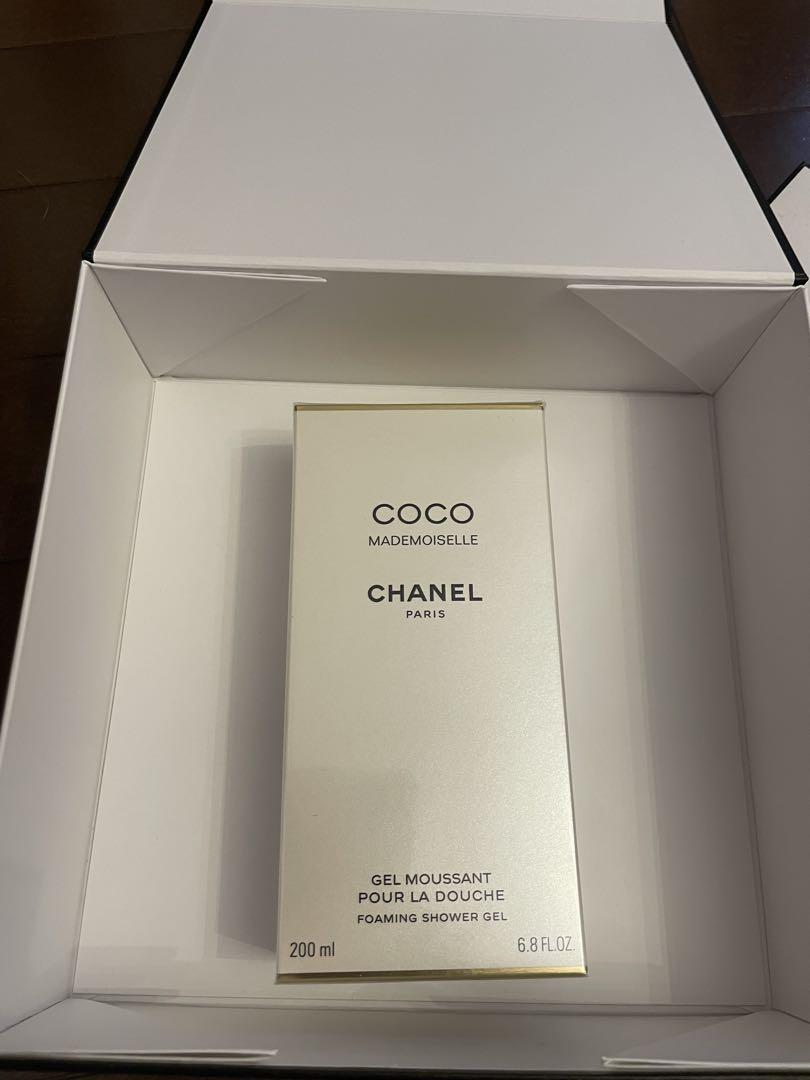 COCO
MADEMOISELLE
CHANEL
PARIS
GEL MOUSSANT
POUR LA DOUCHE
FOAMING SHOWER GEL
200 ml 6.8 FL.OZ.